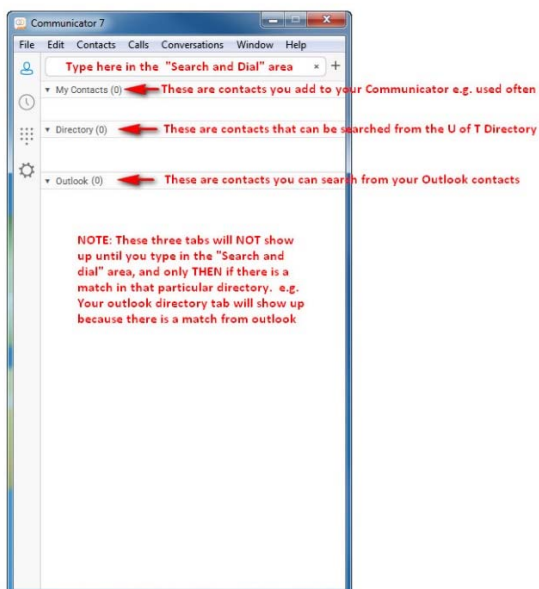 Communicator 7
File Edit Contacts Calls Conversations Window Help
Type here in the "Search and Dial" area × +
My Contacts (0) These are contacts you add to your Communicator e.g. used often
Directory (0) These are contacts that can be searched from the U of T Directory
Outlook (0) These are contacts you can search from your Outlook contacts
NOTE: These three tabs will NOT show
up until you type in the "Search and
dial" area, and only THEN if there is a
match in that particular directory. e.g.
Your outlook directory tab will show up
because there is a match from outlook